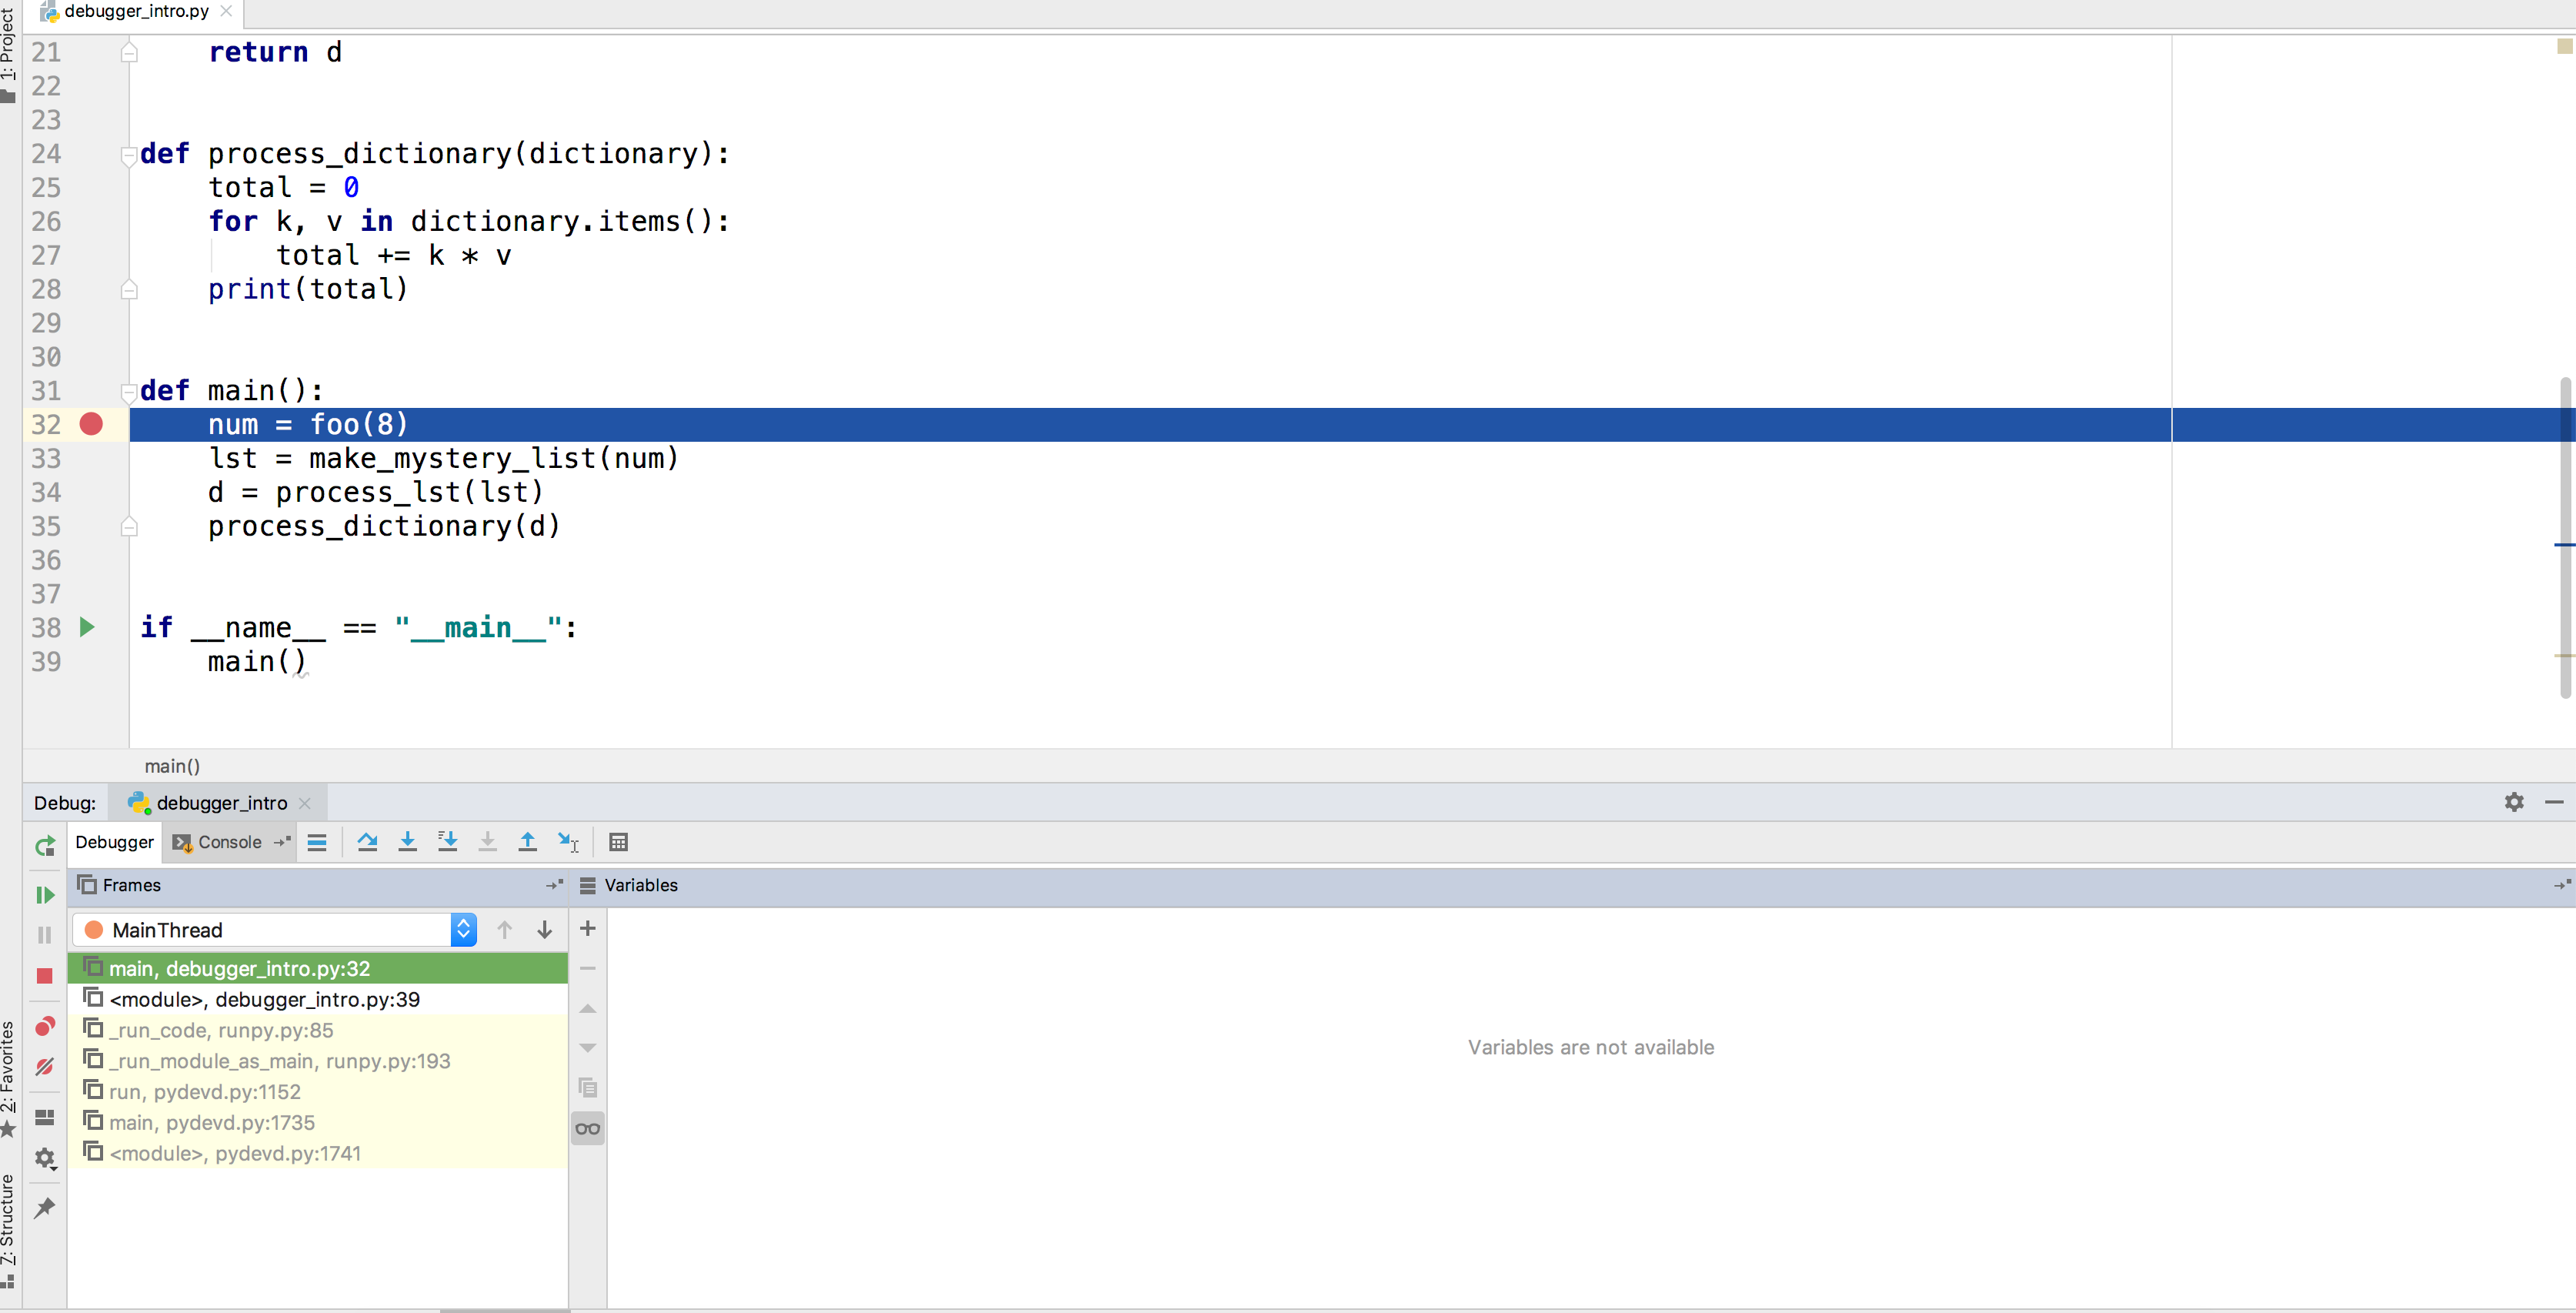 debugger_intro.py
1: Project
21 return d
22
23
24 def process_dictionary(dictionary):
25 total = 0
26 for k, v in dictionary.items():
27 total += k * v
28 print(total)
29
30
31 def main():
32 num = foo(8)
33 lst = make_mystery_list(num)
34 d = process_lst(lst)
35 process_dictionary(d)
36
37
38 if __name__ == "__main__":
39 main()
main()
Debug: debugger_intro
Debugger Console
Frames
Variables
MainThread
main, debugger_intro.py:32
<module>, debugger_intro.py:39
_run_code, runpy.py:85
_run_module_as_main, runpy.py:193
run, pydevd.py:1152
main, pydevd.py:1735
<module>, pydevd.py:1741
Variables are not available
2: Favorites
7: Structure